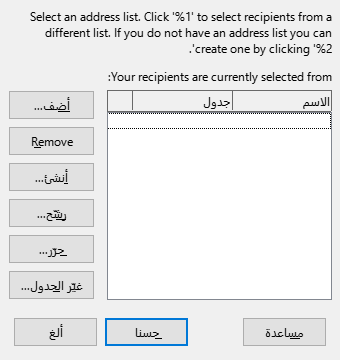 Select an address list. Click '%1' to select recipients from a
different list. If you do not have an address list you can
create one by clicking '%2'.
Your recipients are currently selected from:
الاسم
جدول
أضِف...
Remove
أنشئ...
رشّح...
حرّر...
غيّر الجدول...
مساعدة
حسنا
ألغ